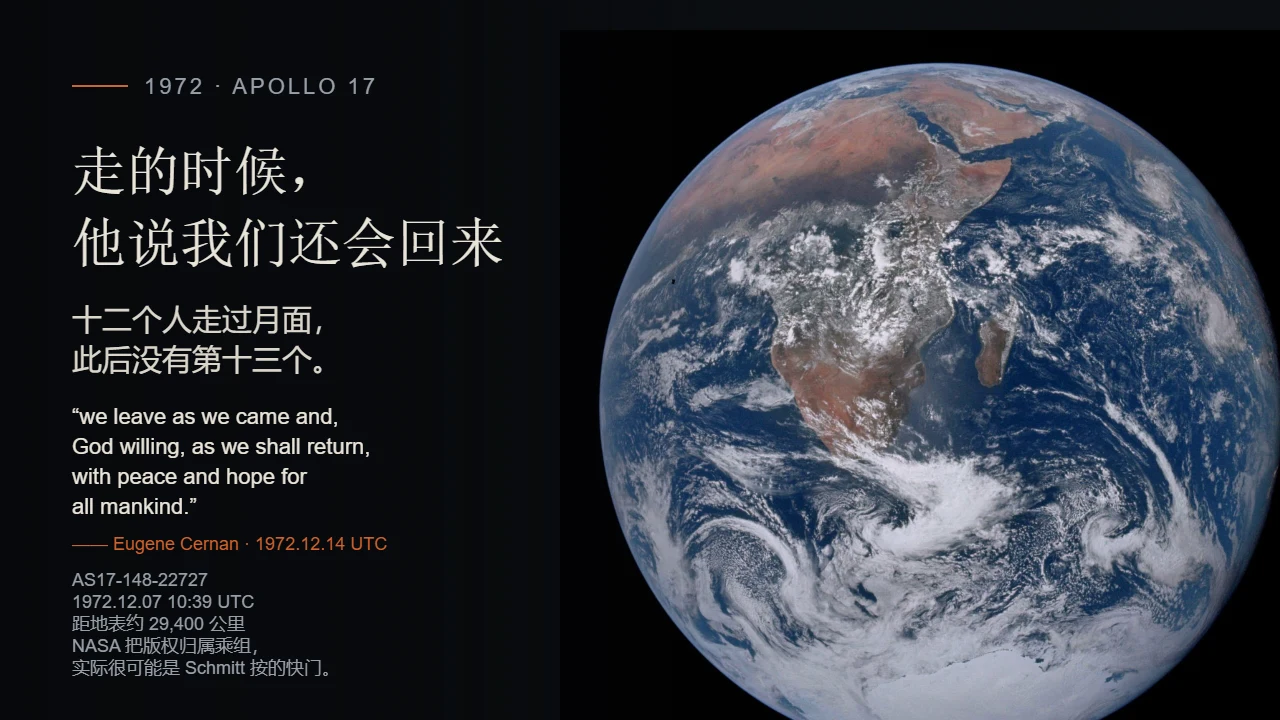 1972 · APOLLO 17
走的时候，
他说我们还会回来
十二个人走过月面，
此后没有第十三个。
“we leave as we came and,
God willing, as we shall return,
with peace and hope for
all mankind.”
—— Eugene Cernan · 1972.12.14 UTC
AS17-148-22727
1972.12.07 10:39 UTC
距地表约 29,400 公里
NASA 把版权归属乘组，
实际很可能是 Schmitt 按的快门。